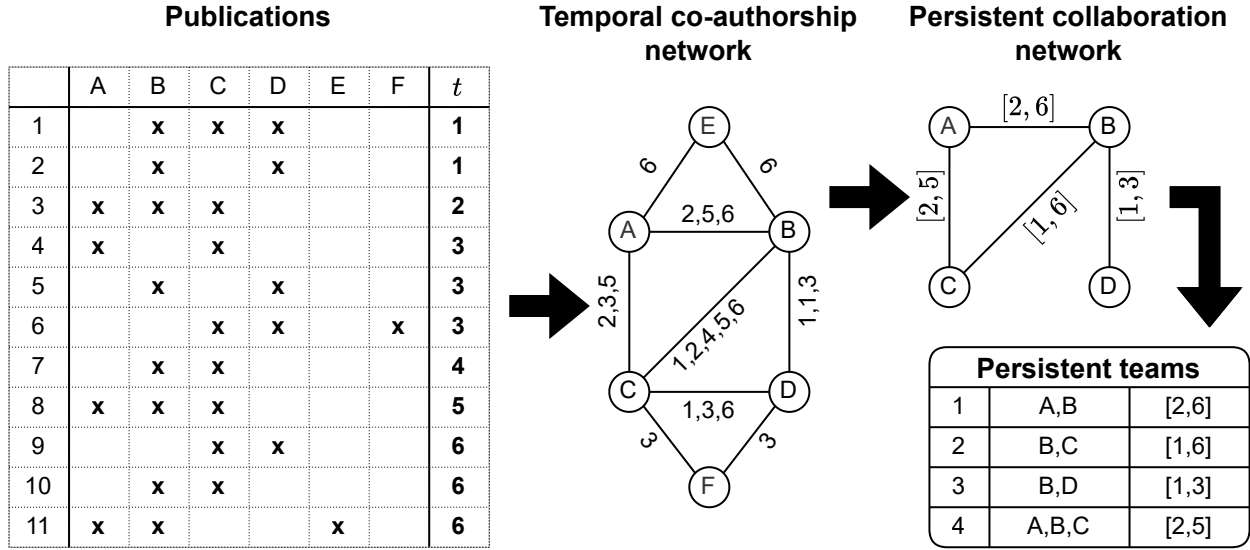 Publications
A B C D E F t
1 x x x 1
2 x x 1
3 x x x 2
4 x x 3
5 x x 3
6 x x x 3
7 x x 4
8 x x x 5
9 x x 6
10 x x 6
11 x x x 6
Temporal co-authorship
network
E
6 6
A 2,5,6 B
2,3,5 1,2,4,5,6 1,1,3
C 1,3,6 D
3 3
F
Persistent collaboration
network
A [2, 6] B
[2, 5] [1, 6] [1, 3]
C D
Persistent teams
1 A,B [2,6]
2 B,C [1,6]
3 B,D [1,3]
4 A,B,C [2,5]